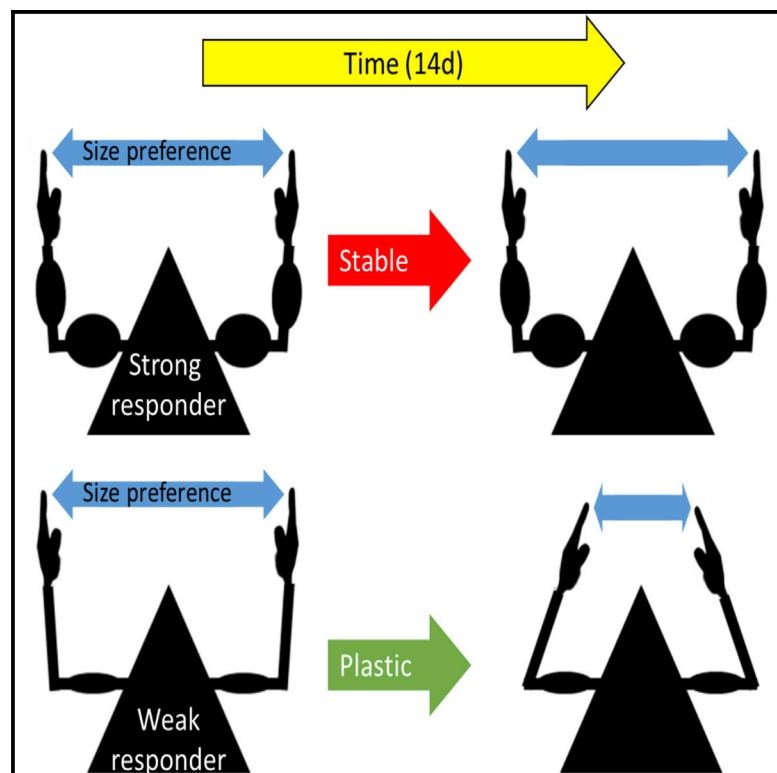 Time (14d)
Size preference
Stable
Strong
responder
Size preference
Plastic
Weak
responder